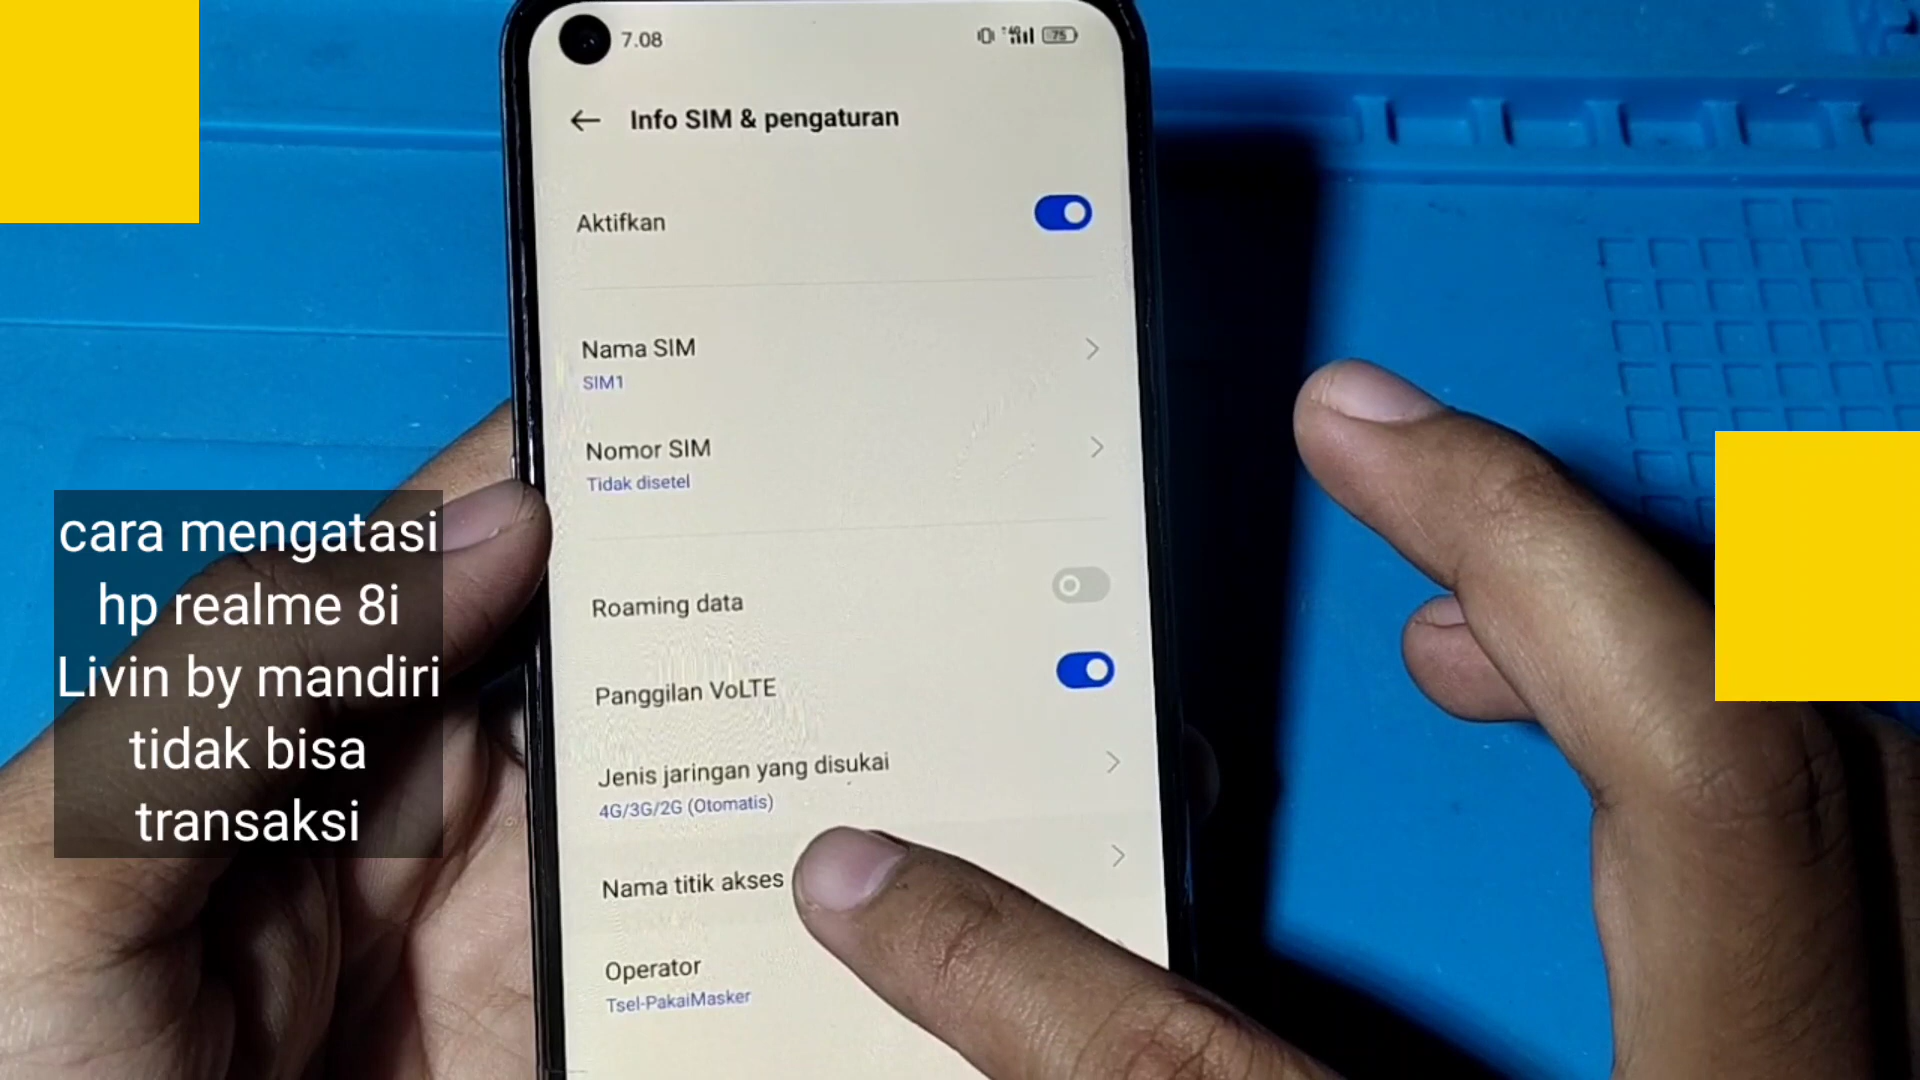 7.08
4G
75
Info SIM & pengaturan
Aktifkan
Nama SIM
SIM1
Nomor SIM
Tidak disetel
Roaming data
Panggilan VoLTE
Jenis jaringan yang disukai
4G/3G/2G (Otomatis)
Nama titik akses
Operator
Tsel-PakaiMasker
cara mengatasi
hp realme 8i
Livin by mandiri
tidak bisa
transaksi